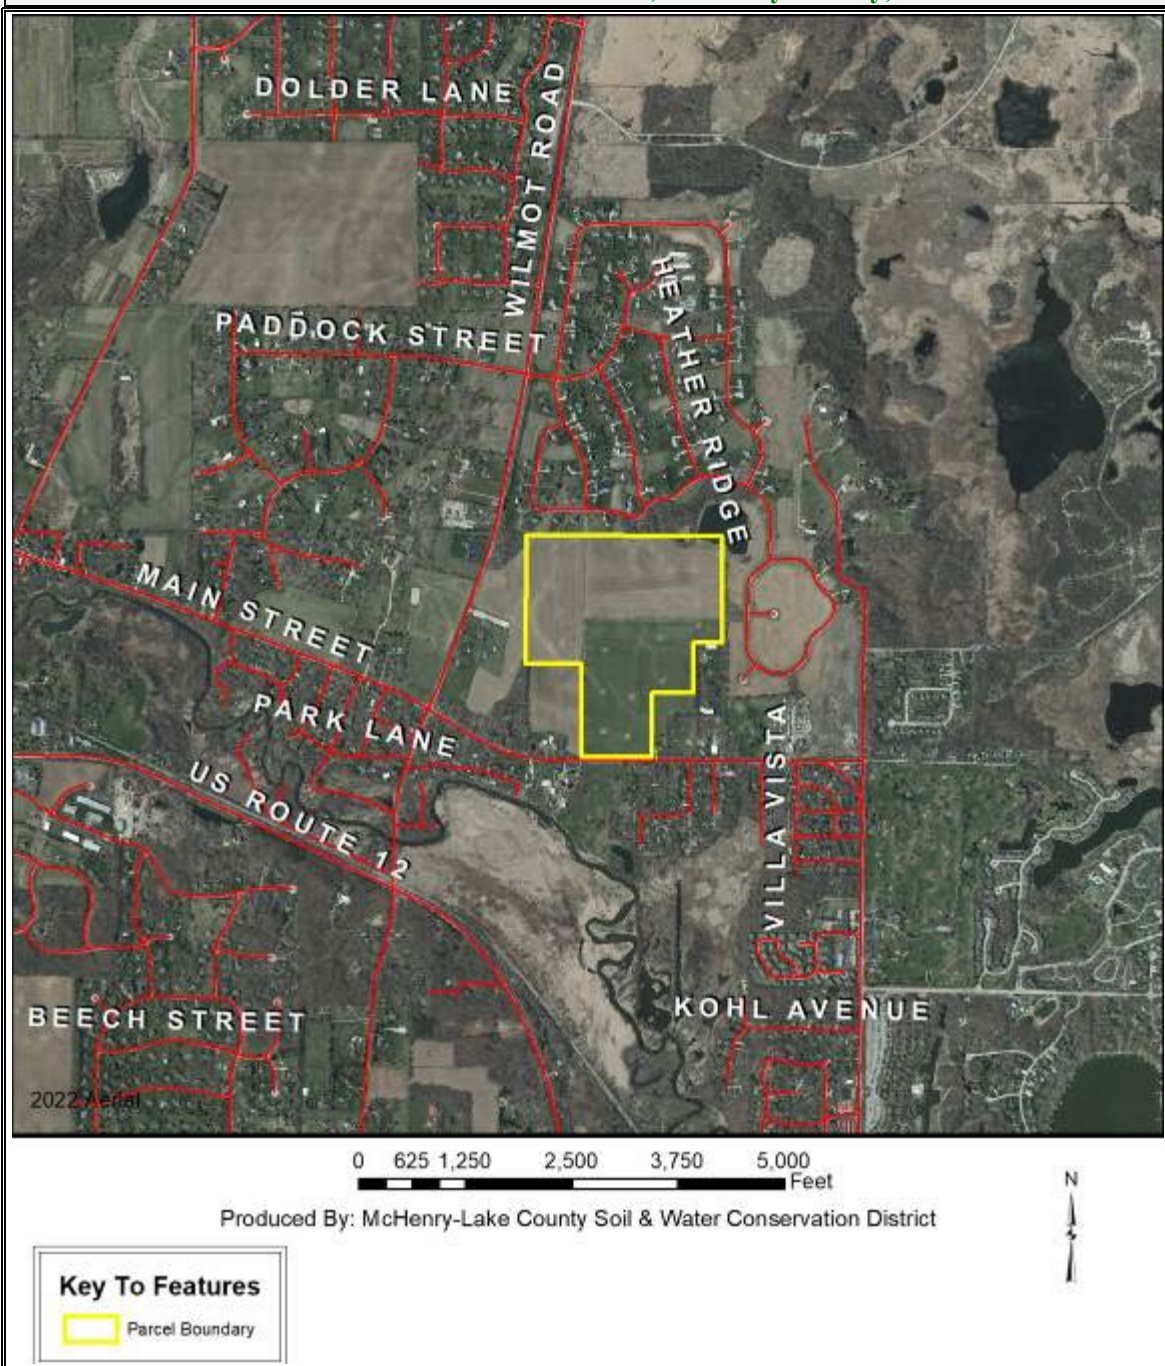 DOLDER LANE
WILMOT ROAD
HEATHER RIDGE
PADDOCK STREET
MAIN STREET
PARK LANE
US ROUTE 12
VILLA VISTA
KOHL AVENUE
BEECH STREET
2022 Aerial
0 625 1,250 2,500 3,750 5,000
Feet
N
Produced By: McHenry-Lake County Soil & Water Conservation District
Key To Features
Parcel Boundary